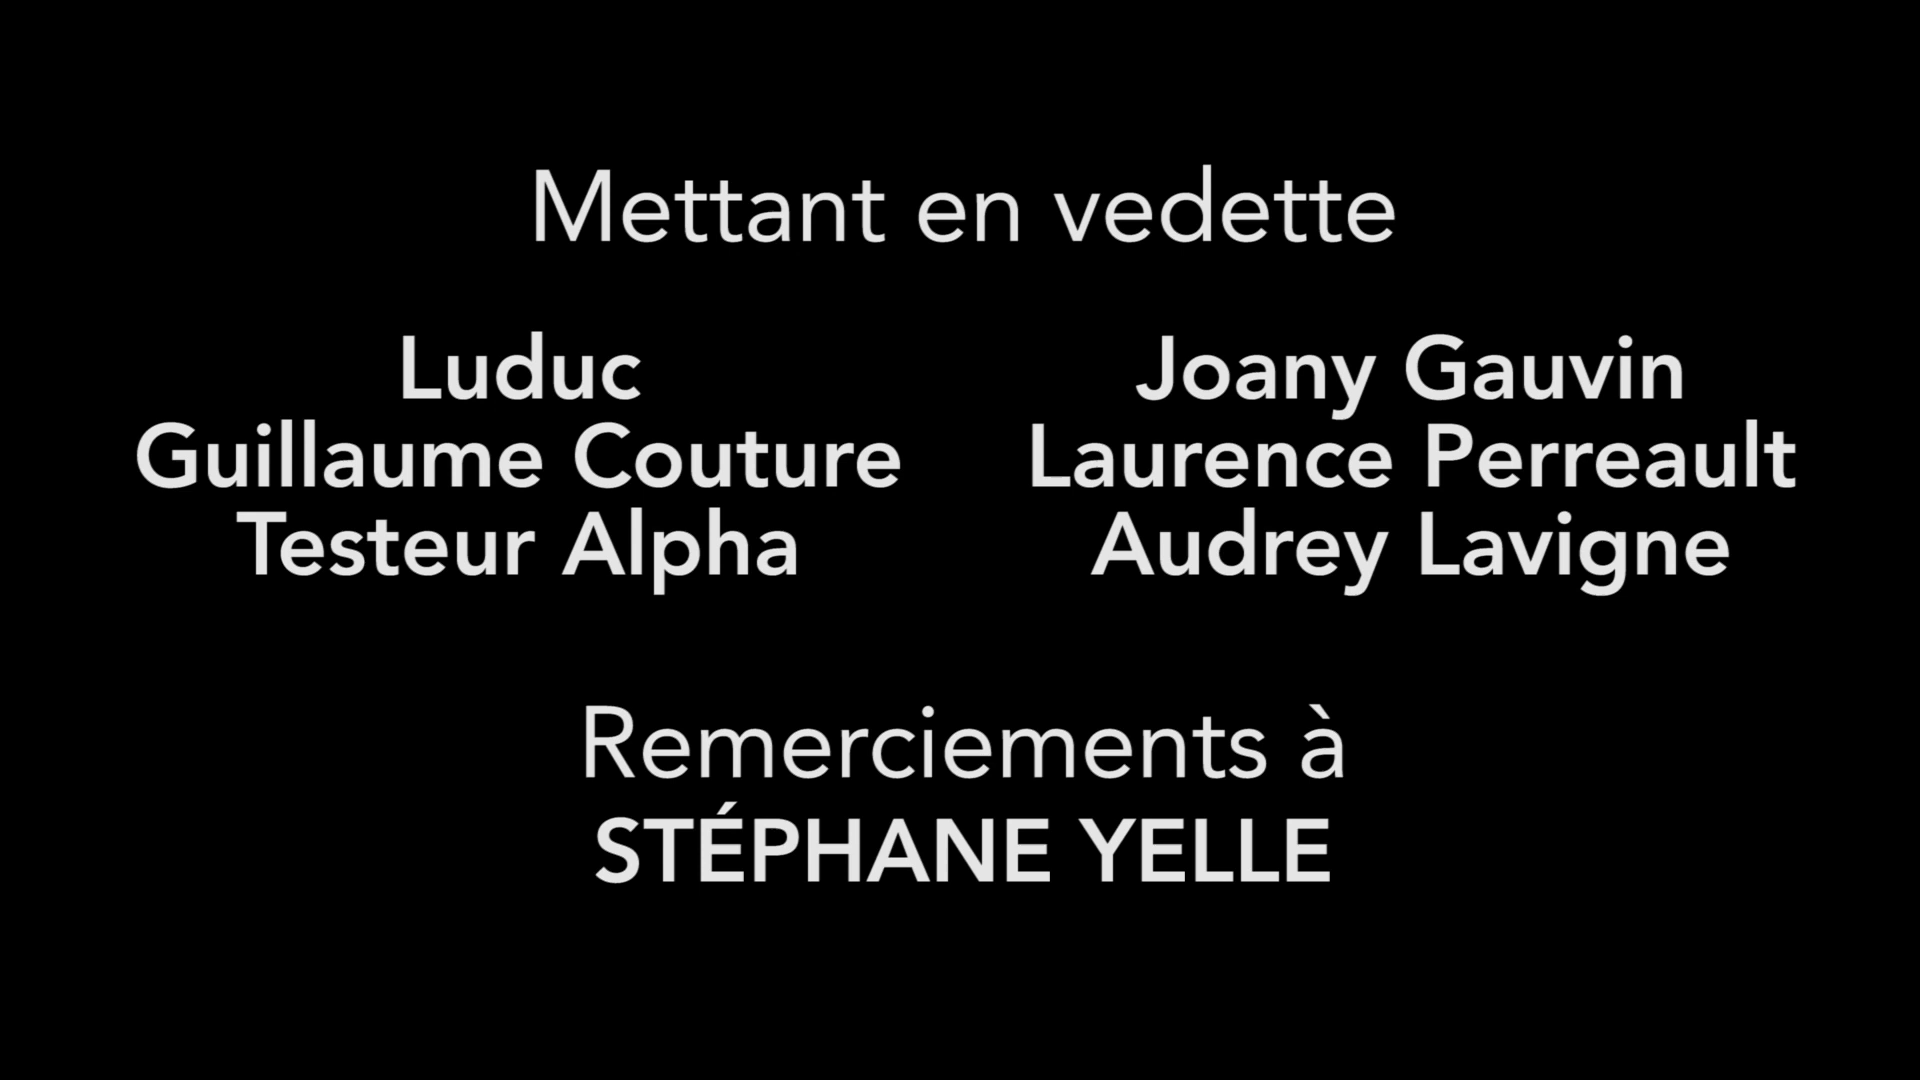 Mettant en vedette
Luduc
Guillaume Couture
Testeur Alpha
Joany Gauvin
Laurence Perreault
Audrey Lavigne
Remerciements à
STÉPHANE YELLE